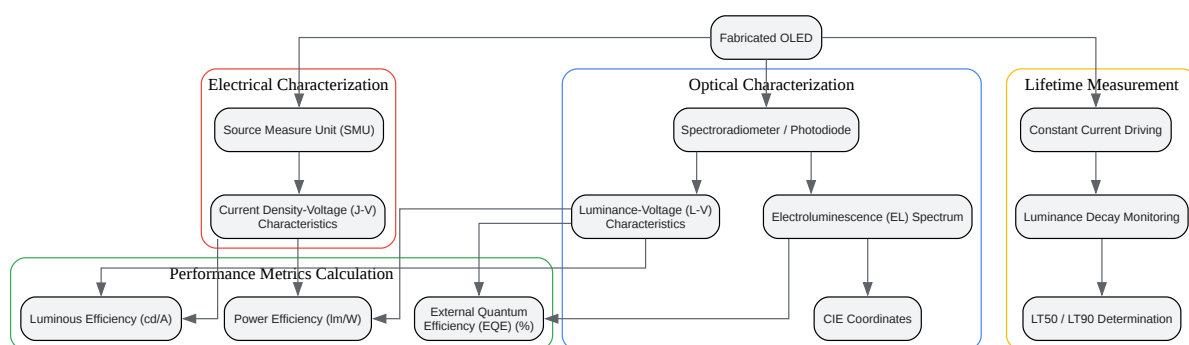 Fabricated OLED
Electrical Characterization
Optical Characterization
Lifetime Measurement
Source Measure Unit (SMU)
Spectroradiometer / Photodiode
Constant Current Driving
Current Density-Voltage (J-V)
Characteristics
Luminance-Voltage (L-V)
Characteristics
Electroluminescence (EL) Spectrum
Luminance Decay Monitoring
Performance Metrics Calculation
Luminous Efficiency (cd/A)
Power Efficiency (lm/W)
External Quantum
Efficiency (EQE) (%)
CIE Coordinates
LT50 / LT90 Determination